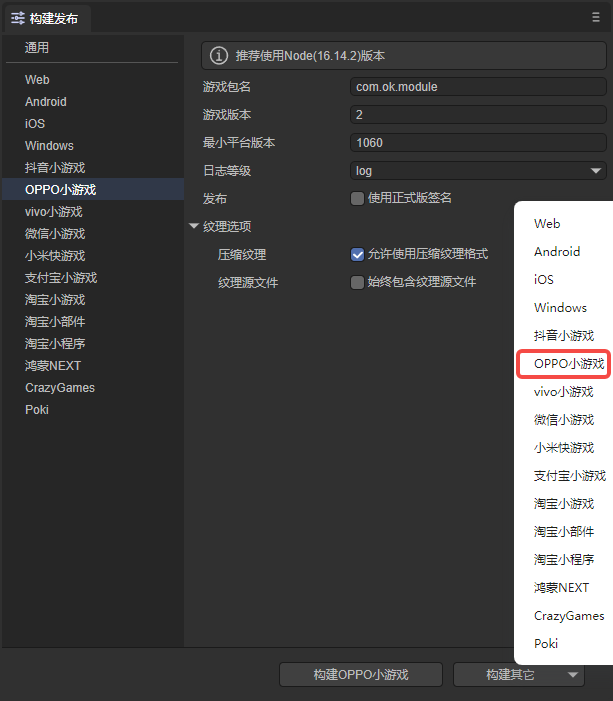 构建发布
通用
Web
Android
iOS
Windows
抖音小游戏
OPPO小游戏
vivo小游戏
微信小游戏
小米快游戏
支付宝小游戏
淘宝小游戏
淘宝小部件
淘宝小程序
鸿蒙NEXT
CrazyGames
Poki
推荐使用Node(16.14.2)版本
游戏包名 com.ok.module
游戏版本 2
最小平台版本 1060
日志等级 log
发布 使用正式版签名
纹理选项
压缩纹理 允许使用压缩纹理格式
纹理源文件 始终包含纹理源文件
Web
Android
iOS
Windows
抖音小游戏
OPPO小游戏
vivo小游戏
微信小游戏
小米快游戏
支付宝小游戏
淘宝小游戏
淘宝小部件
淘宝小程序
鸿蒙NEXT
CrazyGames
Poki
构建OPPO小游戏 构建其它